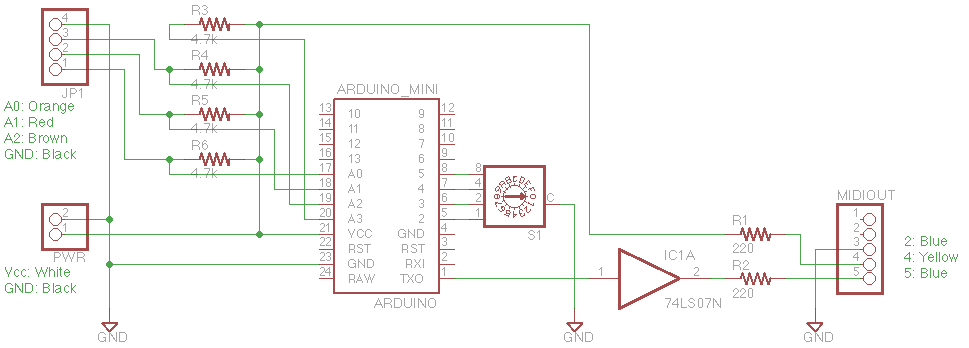 R3
4.7k
R4
4.7k
R5
4.7k
R6
4.7k
4
3
2
1
JP1
A0: Orange
A1: Red
A2: Brown
GND: Black
2
1
PWR
Vcc: White
GND: Black
GND
ARDUINO_MINI
13 10 9 12
14 11 8 11
15 12 7 10
16 13 6 9
17 A0 5 8
18 A1 4 7
19 A2 3 6
20 A3 2 5
21 VCC GND 4
22 RST RST 3
23 GND RXI 2
24 RAW TXO 1
ARDUINO
8
4
2
1
C
0123456789ABCDEF
S1
GND
1
IC1A
2
74LS07N
R1
220
R2
220
MIDIOUT
1
2
3
4
5
2: Blue
4: Yellow
5: Blue
GND